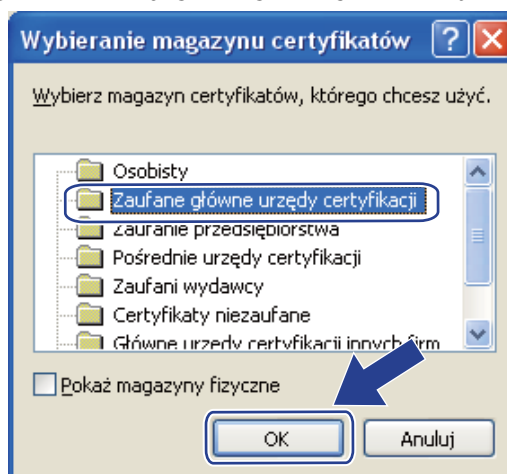 Wybieranie magazynu certyfikatów
Wybierz magazyn certyfikatów, którego chcesz użyć.
Osobisty
Zaufane główne urzędy certyfikacji
Zaufanie przedsiębiorstwa
Pośrednie urzędy certyfikacji
Zaufani wydawcy
Certyfikaty niezaufane
Główne urzędy certyfikacji innych firm
Pokaż magazyny fizyczne
OK
Anuluj